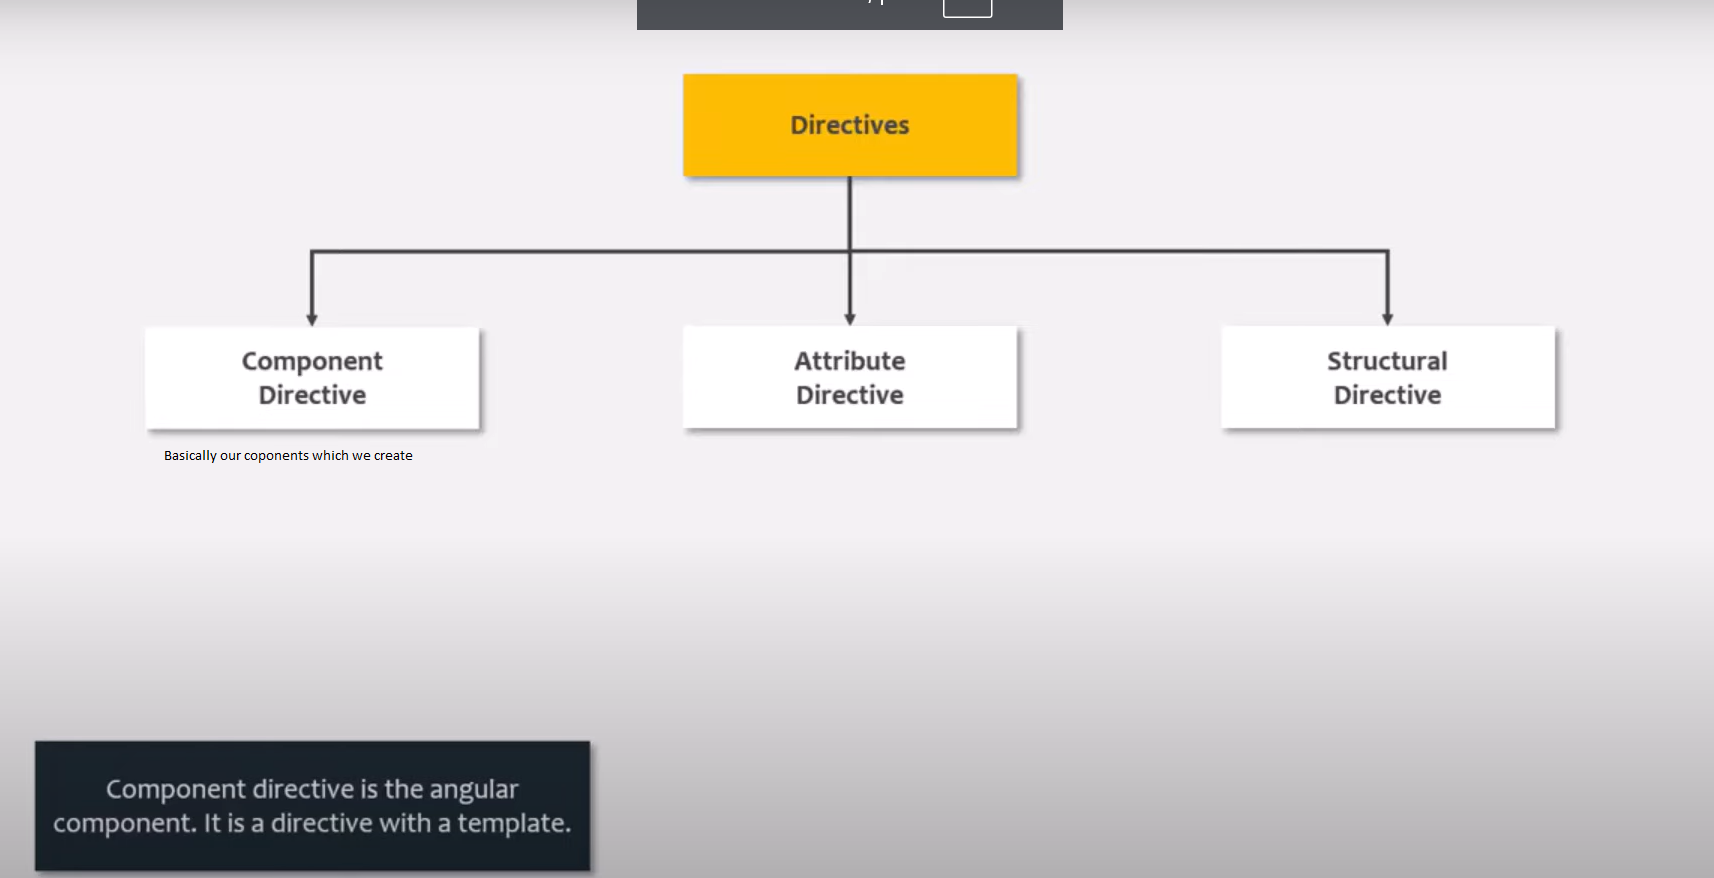 Directives
Component
Directive
Attribute
Directive
Structural
Directive
Basically our coponents which we create
Component directive is the angular
component. It is a directive with a template.